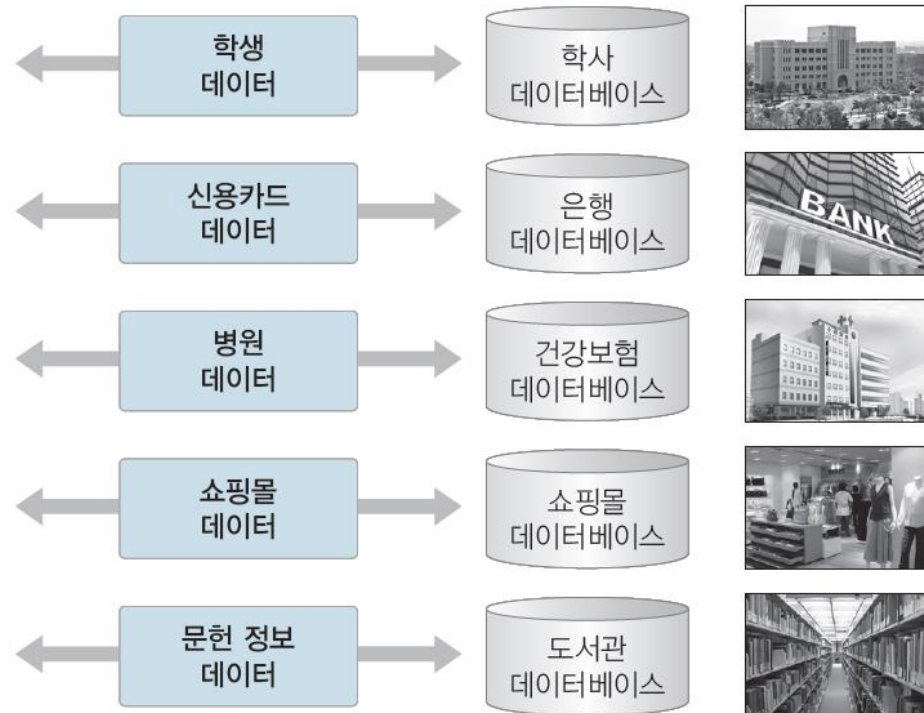 학생
데이터
학사
데이터베이스
신용카드
데이터
은행
데이터베이스
BANK
병원
데이터
건강보험
데이터베이스
쇼핑몰
데이터
쇼핑몰
데이터베이스
문헌 정보
데이터
도서관
데이터베이스